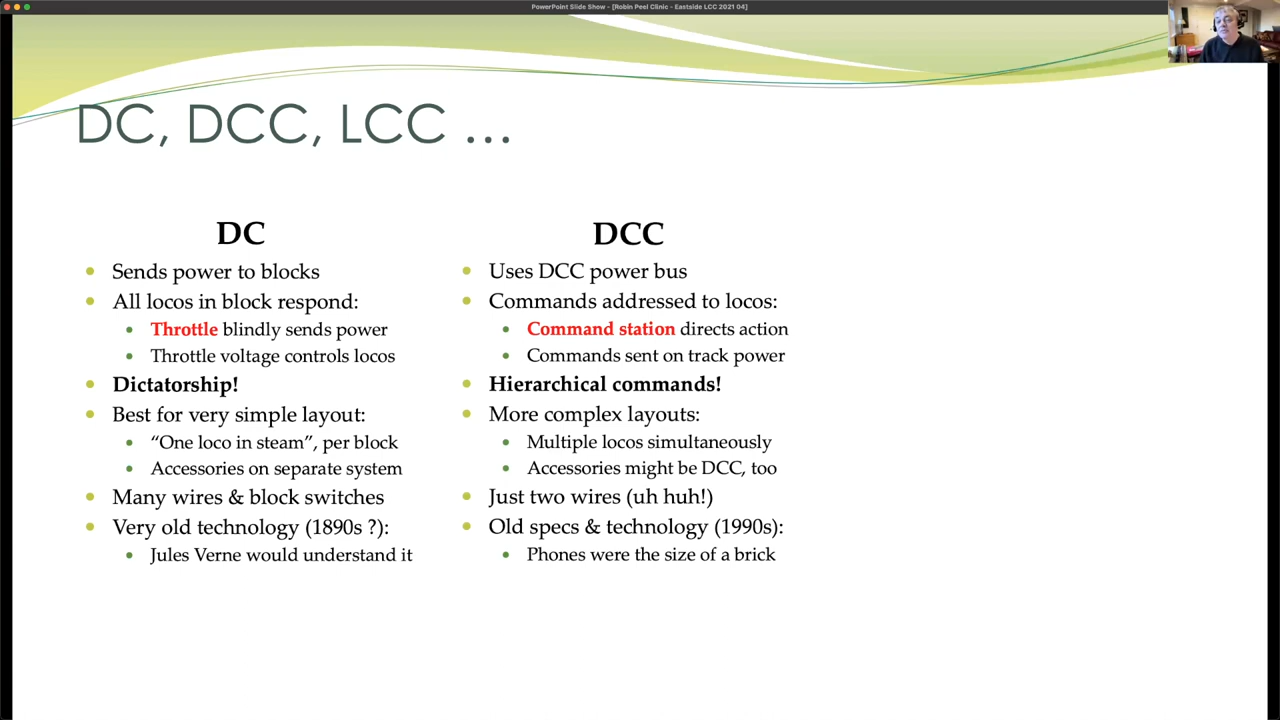 PowerPoint Slide Show - [Robin Peel Clinic - Eastside LCC 2021 04]
DC, DCC, LCC …
DC
Sends power to blocks
All locos in block respond:
Throttle blindly sends power
Throttle voltage controls locos
Dictatorship!
Best for very simple layout:
“One loco in steam”, per block
Accessories on separate system
Many wires & block switches
Very old technology (1890s ?):
Jules Verne would understand it
DCC
Uses DCC power bus
Commands addressed to locos:
Command station directs action
Commands sent on track power
Hierarchical commands!
More complex layouts:
Multiple locos simultaneously
Accessories might be DCC, too
Just two wires (uh huh!)
Old specs & technology (1990s):
Phones were the size of a brick